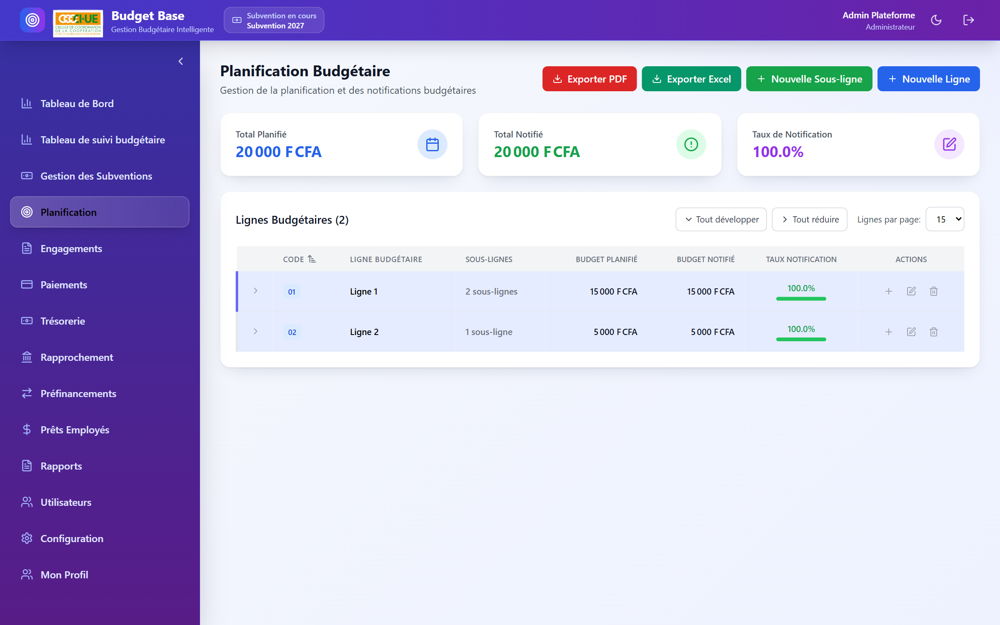 CCC CI-UE
CELLULE DE COORDINATION
DE LA COOPERATION
COTE D'IVOIRE-UNION EUROPEENNE
Budget Base
Gestion Budgétaire Intelligente
Subvention en cours
Subvention 2027
Admin Plateforme
Administrateur
Tableau de Bord
Tableau de suivi budgétaire
Gestion des Subventions
Planification
Engagements
Paiements
Trésorerie
Rapprochement
Préfinancements
Prêts Employés
Rapports
Utilisateurs
Configuration
Mon Profil
Planification Budgétaire
Gestion de la planification et des notifications budgétaires
Exporter PDF
Exporter Excel
Nouvelle Sous-ligne
Nouvelle Ligne
Total Planifié
20 000 F CFA
Total Notifié
20 000 F CFA
Taux de Notification
100.0%
Lignes Budgétaires (2)
Tout développer
Tout réduire
Lignes par page:
15
CODE LIGNE BUDGÉTAIRE SOUS-LIGNES BUDGET PLANIFIÉ BUDGET NOTIFIÉ TAUX NOTIFICATION ACTIONS
01 Ligne 1 2 sous-lignes 15 000 F CFA 15 000 F CFA 100.0%
02 Ligne 2 1 sous-ligne 5 000 F CFA 5 000 F CFA 100.0%